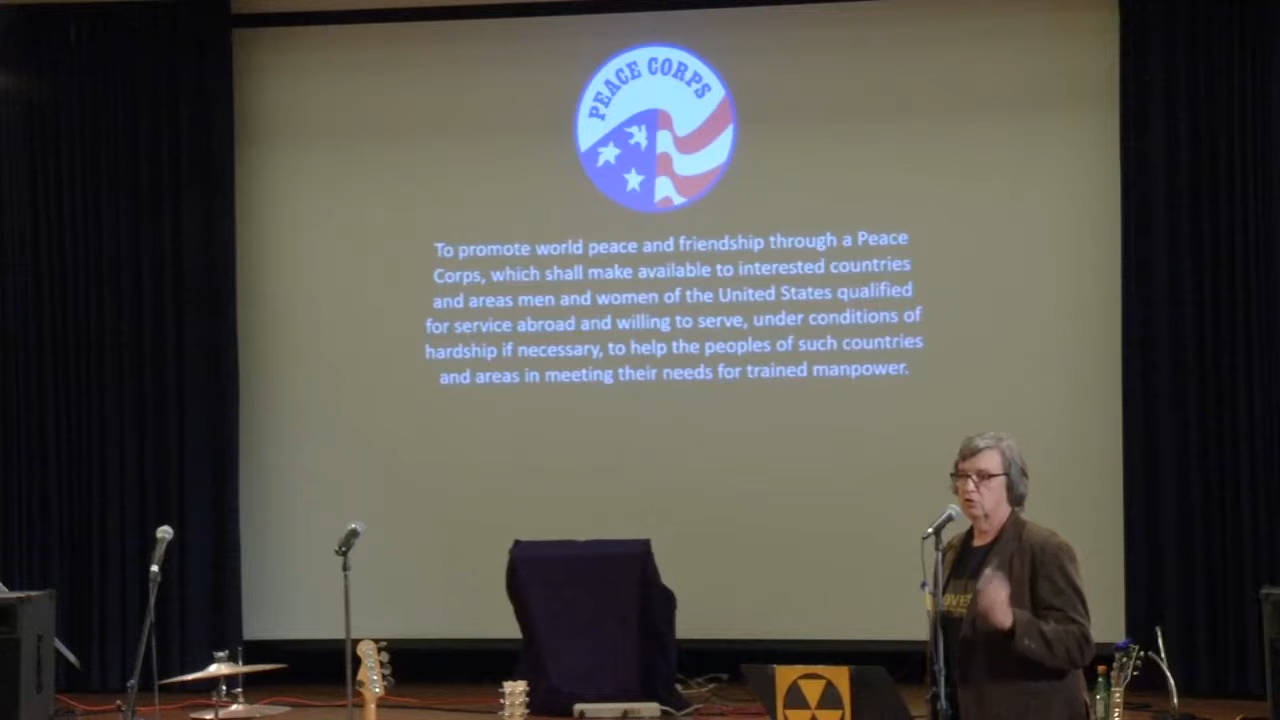 PEACE CORPS
To promote world peace and friendship through a Peace
Corps, which shall make available to interested countries
and areas men and women of the United States qualified
for service abroad and willing to serve, under conditions of
hardship if necessary, to help the peoples of such countries
and areas in meeting their needs for trained manpower.